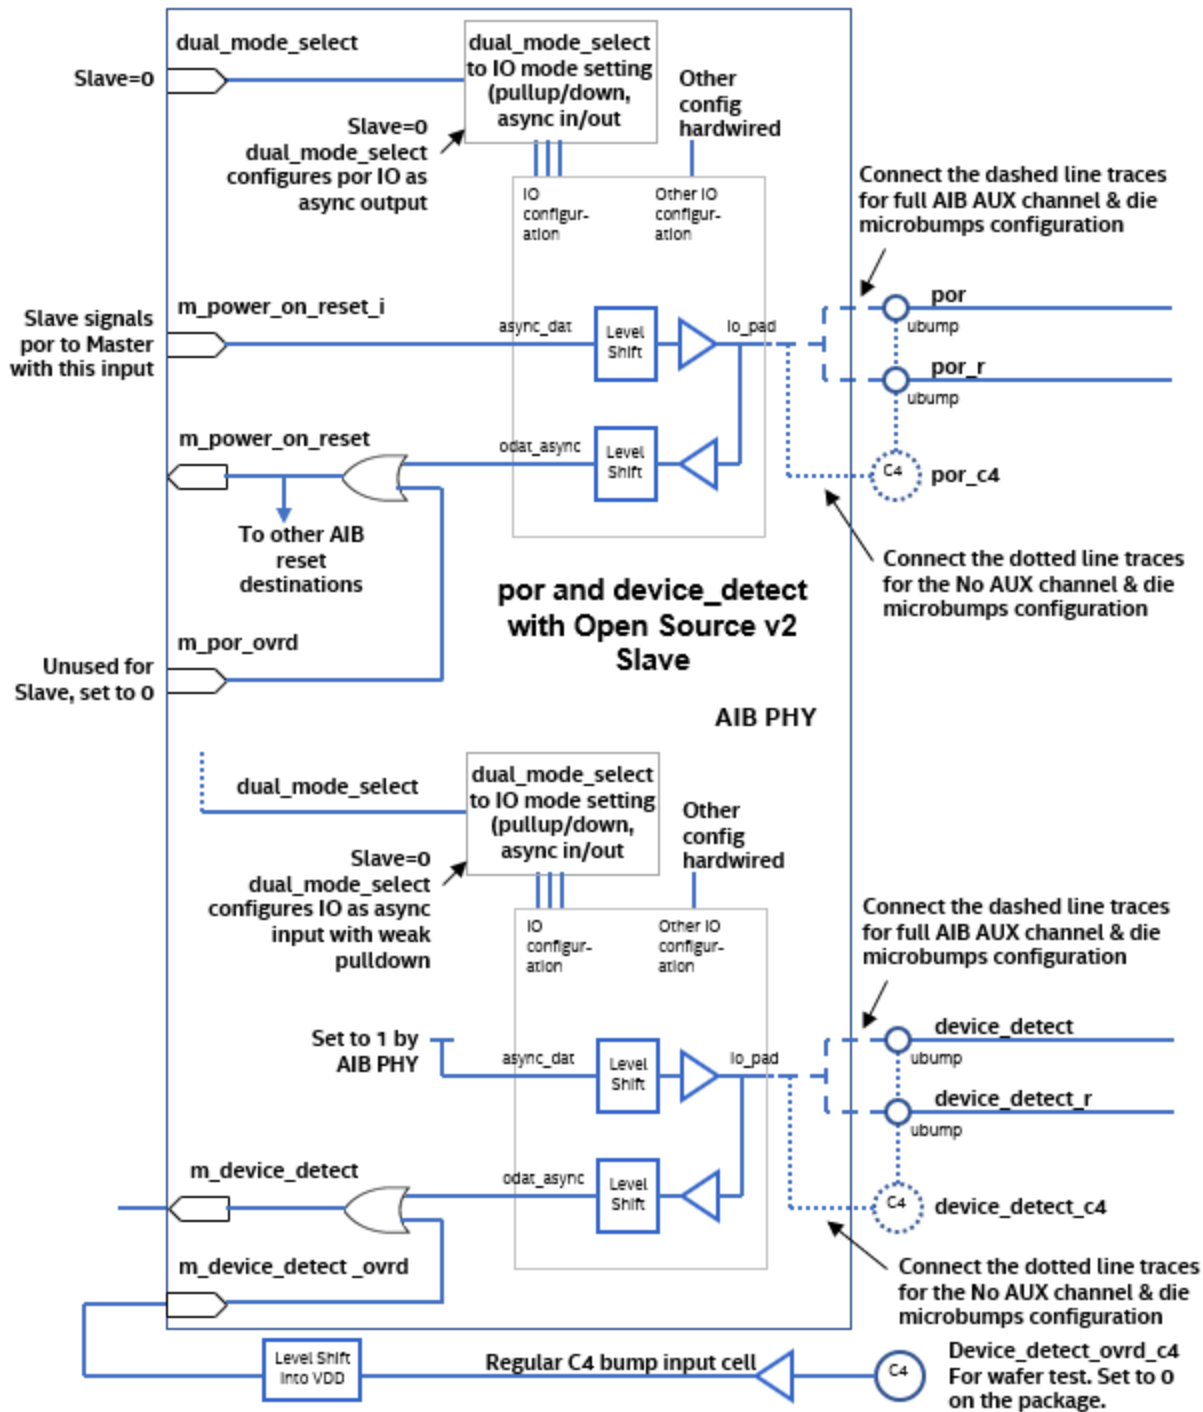 dual_mode_select
Slave=0
dual_mode_select
to IO mode setting
(pullup/down,
async in/out
Other
config
hardwired
Slave=0
dual_mode_select
configures por IO as
async output
IO
configur-
ation
Other IO
configur-
ation
Connect the dashed line traces
for full AIB AUX channel & die
microbumps configuration
m_power_on_reset_i
Slave signals
por to Master
with this input
async_dat
Level
Shift
io_pad
por
ubump
por_r
ubump
m_power_on_reset
odat_async
Level
Shift
C4
por_c4
To other AIB
reset
destinations
Connect the dotted line traces
for the No AUX channel & die
microbumps configuration
por and device_detect
with Open Source v2
Slave
m_por_ovrd
Unused for
Slave, set to 0
AIB PHY
dual_mode_select
dual_mode_select
to IO mode setting
(pullup/down,
async in/out
Other
config
hardwired
Slave=0
dual_mode_select
configures IO as async
input with weak
pulldown
IO
configur-
ation
Other IO
configur-
ation
Connect the dashed line traces
for full AIB AUX channel & die
microbumps configuration
Set to 1 by
AIB PHY
async_dat
Level
Shift
io_pad
device_detect
ubump
device_detect_r
ubump
m_device_detect
odat_async
Level
Shift
C4
device_detect_c4
m_device_detect _ovrd
Connect the dotted line traces
for the No AUX channel & die
microbumps configuration
Level Shift
into VDD
Regular C4 bump input cell
C4
Device_detect_ovrd_c4
For wafer test. Set to 0
on the package.